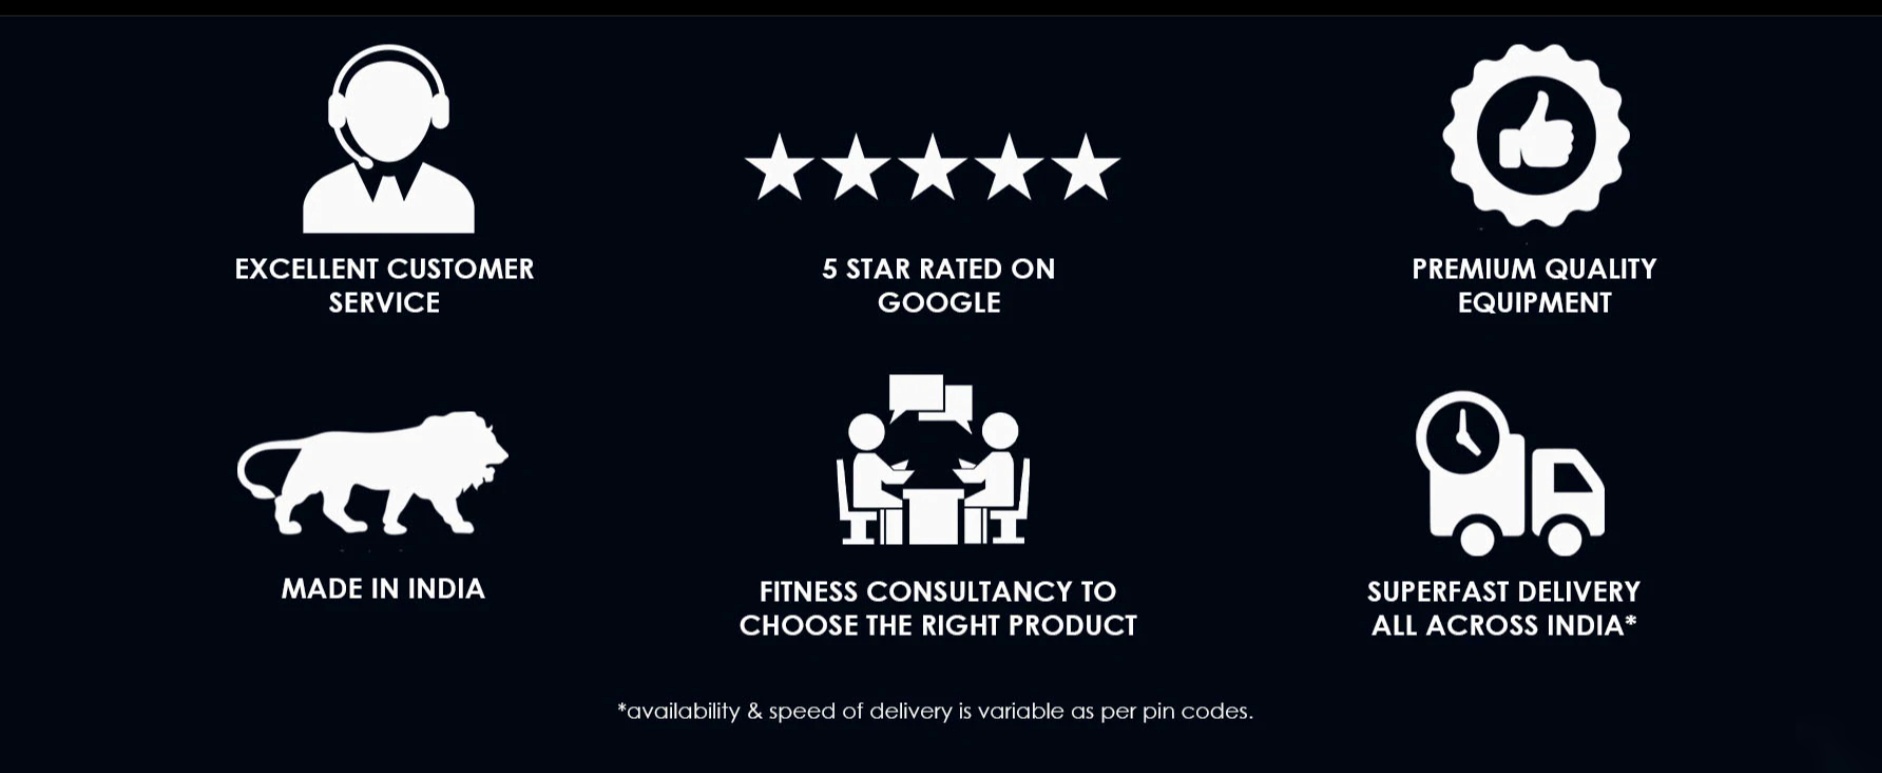 EXCELLENT CUSTOMER
SERVICE
5 STAR RATED ON
GOOGLE
PREMIUM QUALITY
EQUIPMENT
MADE IN INDIA
FITNESS CONSULTANCY TO
CHOOSE THE RIGHT PRODUCT
SUPERFAST DELIVERY
ALL ACROSS INDIA*
*availability & speed of delivery is variable as per pin codes.